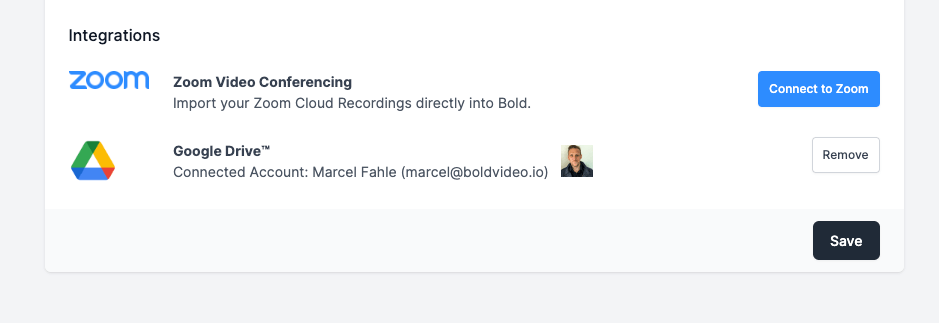 Integrations
zoom
Zoom Video Conferencing
Import your Zoom Cloud Recordings directly into Bold.
Connect to Zoom
Google Drive™
Connected Account: Marcel Fahle (marcel@boldvideo.io)
Remove
Save